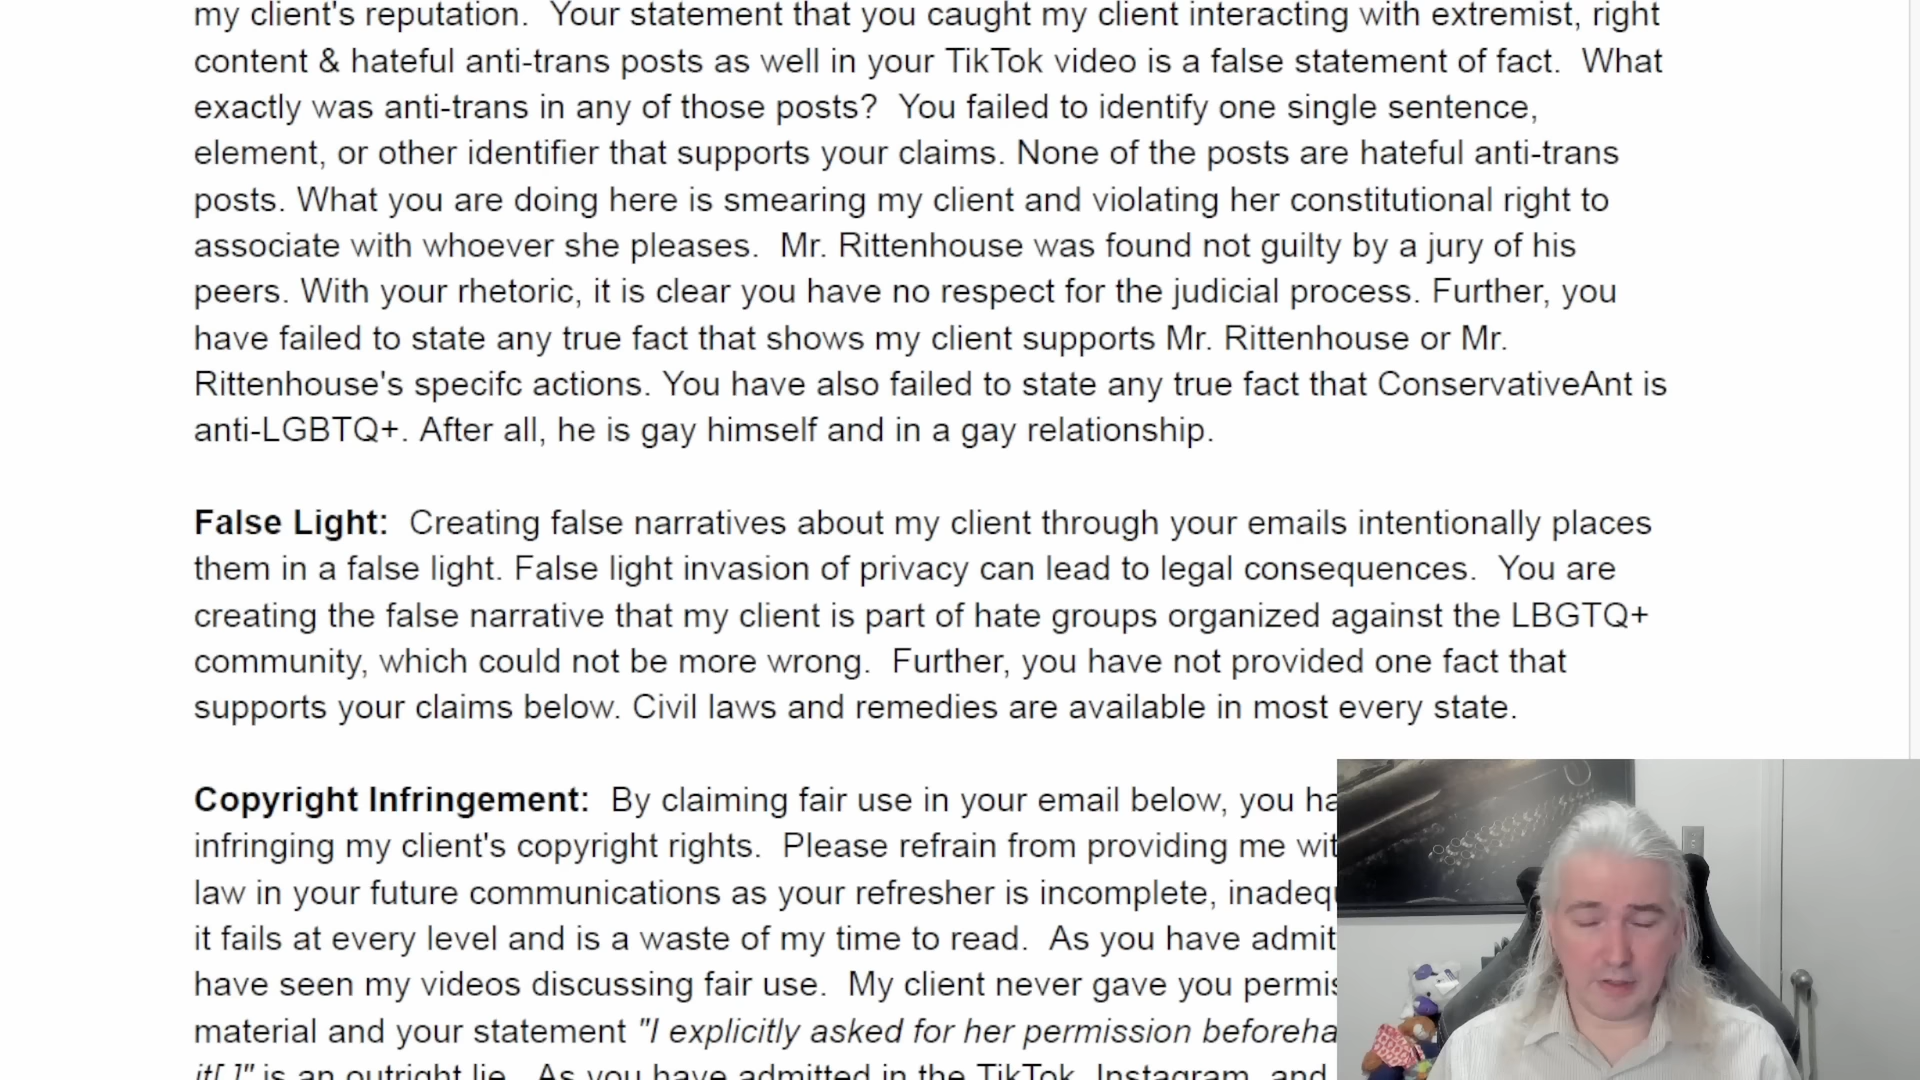 my client's reputation.  Your statement that you caught my client interacting with extremist, right
content & hateful anti-trans posts as well in your TikTok video is a false statement of fact.  What
exactly was anti-trans in any of those posts?  You failed to identify one single sentence,
element, or other identifier that supports your claims. None of the posts are hateful anti-trans
posts. What you are doing here is smearing my client and violating her constitutional right to
associate with whoever she pleases.  Mr. Rittenhouse was found not guilty by a jury of his
peers. With your rhetoric, it is clear you have no respect for the judicial process. Further, you
have failed to state any true fact that shows my client supports Mr. Rittenhouse or Mr.
Rittenhouse's specifc actions. You have also failed to state any true fact that ConservativeAnt is
anti-LGBTQ+. After all, he is gay himself and in a gay relationship.
False Light:  Creating false narratives about my client through your emails intentionally places
them in a false light. False light invasion of privacy can lead to legal consequences.  You are
creating the false narrative that my client is part of hate groups organized against the LBGTQ+
community, which could not be more wrong.  Further, you have not provided one fact that
supports your claims below. Civil laws and remedies are available in most every state.
Copyright Infringement:  By claiming fair use in your email below, you ha
infringing my client's copyright rights.  Please refrain from providing me wit
law in your future communications as your refresher is incomplete, inadequ
it fails at every level and is a waste of my time to read.  As you have admit
have seen my videos discussing fair use.  My client never gave you permis
material and your statement "I explicitly asked for her permission beforeha
it[.]" is an outright lie.  As you have admitted in the TikTok, Instagram, and